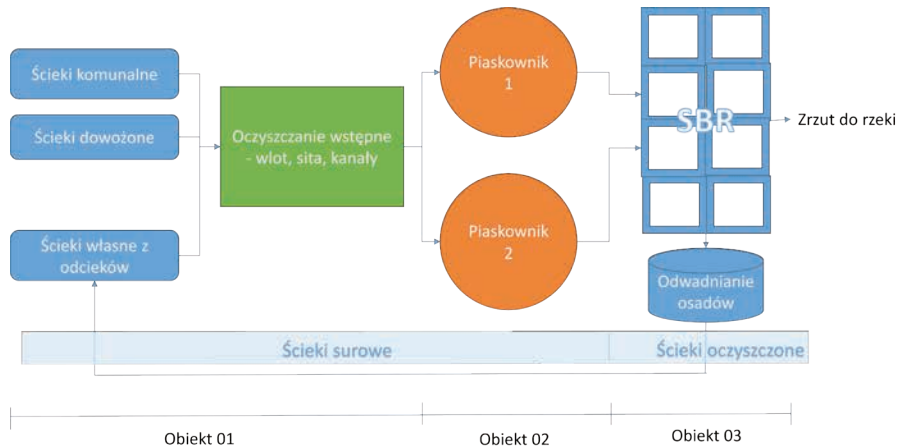 Ścieki komunalne
Ścieki dowożone
Ścieki własne z
odcieków
Oczyszczanie wstępne
- wlot, sita, kanały
Piaskownik
1
Piaskownik
2
SBR
Zrzut do rzeki
Odwadnianie
osadów
Ścieki surowe
Ścieki oczyszczone
Obiekt 01
Obiekt 02
Obiekt 03